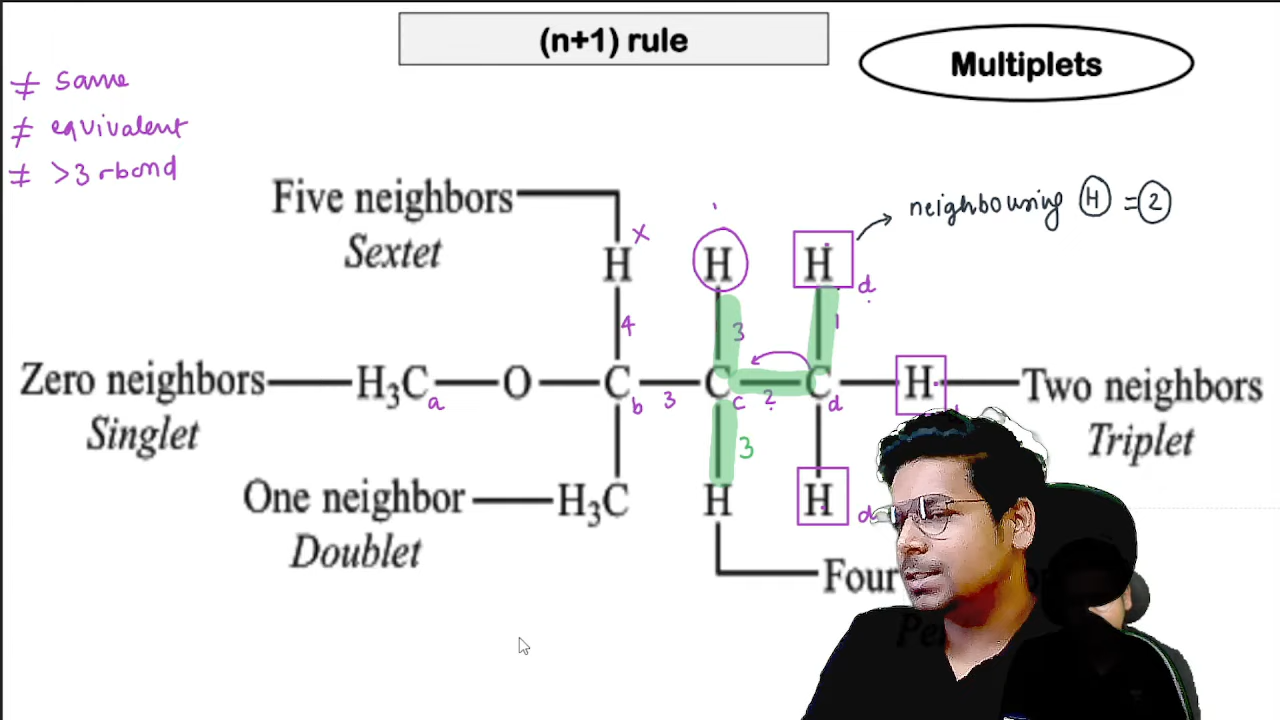 (n+1) rule
Multiplets
≠ same
≠ equivalent
≠ >3 σ bond
neighbouring H = 2
Five neighbors
Sextet
H x H H d
4 3 1
Zero neighbors
Singlet
H₃C a O C b 3 C c 2 C d H
Two neighbors
Triplet
3
One neighbor
Doublet
H₃C H H d
Four